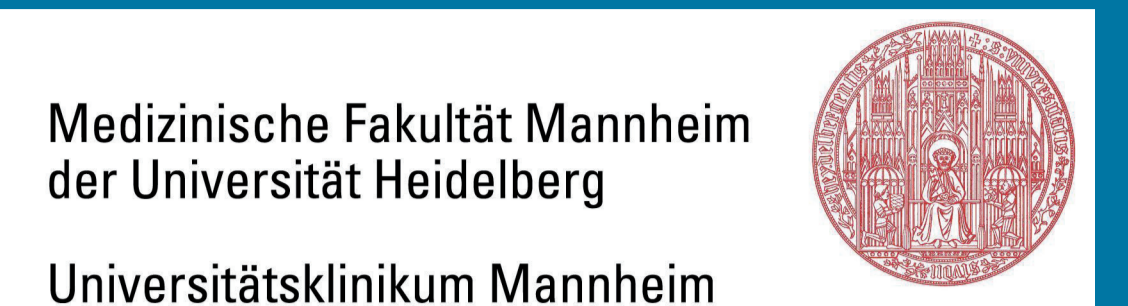 Medizinische Fakultät Mannheim
der Universität Heidelberg
Universitätsklinikum Mannheim